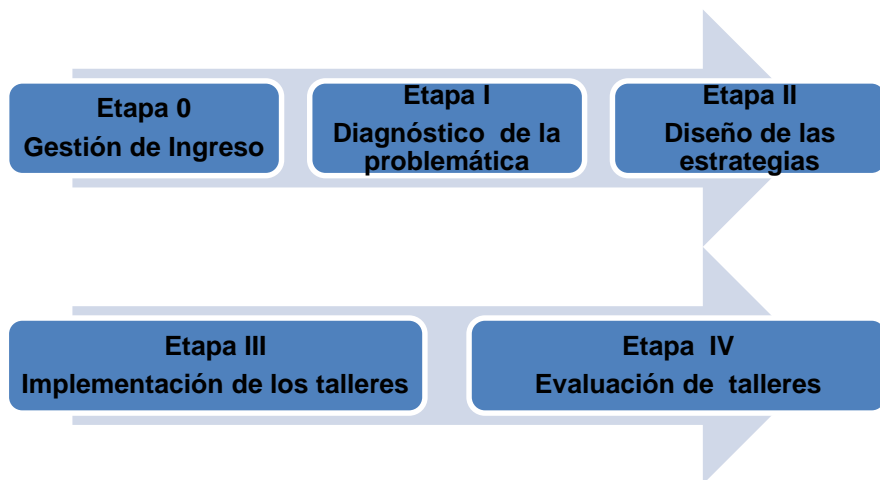 Etapa 0
Gestión de Ingreso
Etapa I
Diagnóstico de la
problemática
Etapa II
Diseño de las
estrategias
Etapa III
Implementación de los talleres
Etapa IV
Evaluación de talleres